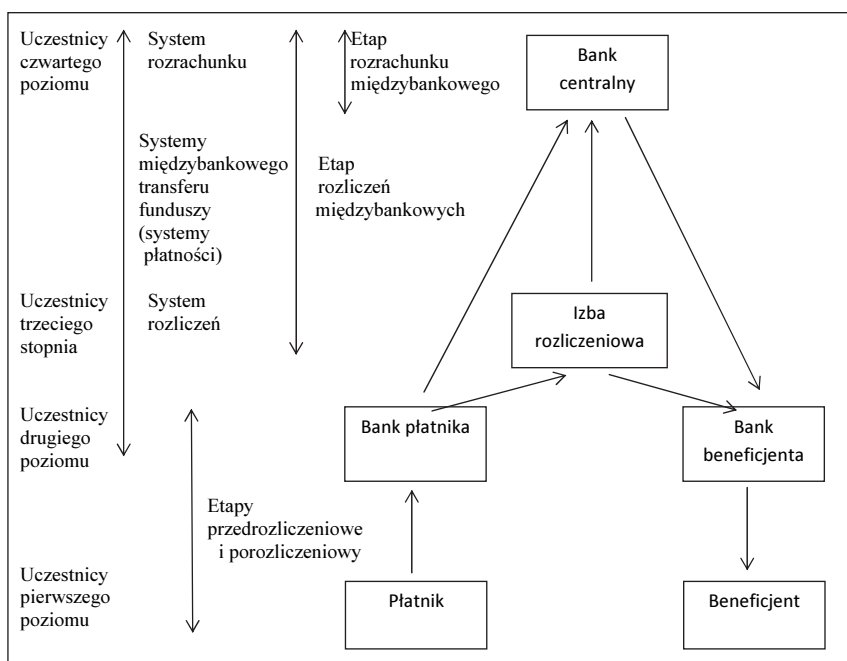 Uczestnicy
czwartego
poziomu
System
rozrachunku
Etap
rozrachunku
międzybankowego
Bank
centralny
Systemy
międzybankowego
transferu
funduszy
(systemy
płatności)
Etap
rozliczeń
międzybankowych
Uczestnicy
trzeciego
stopnia
System
rozliczeń
Izba
rozliczeniowa
Uczestnicy
drugiego
poziomu
Bank płatnika
Bank
beneficjenta
Etapy
przedrozliczeniowe
i porozliczeniowy
Uczestnicy
pierwszego
poziomu
Płatnik
Beneficjent